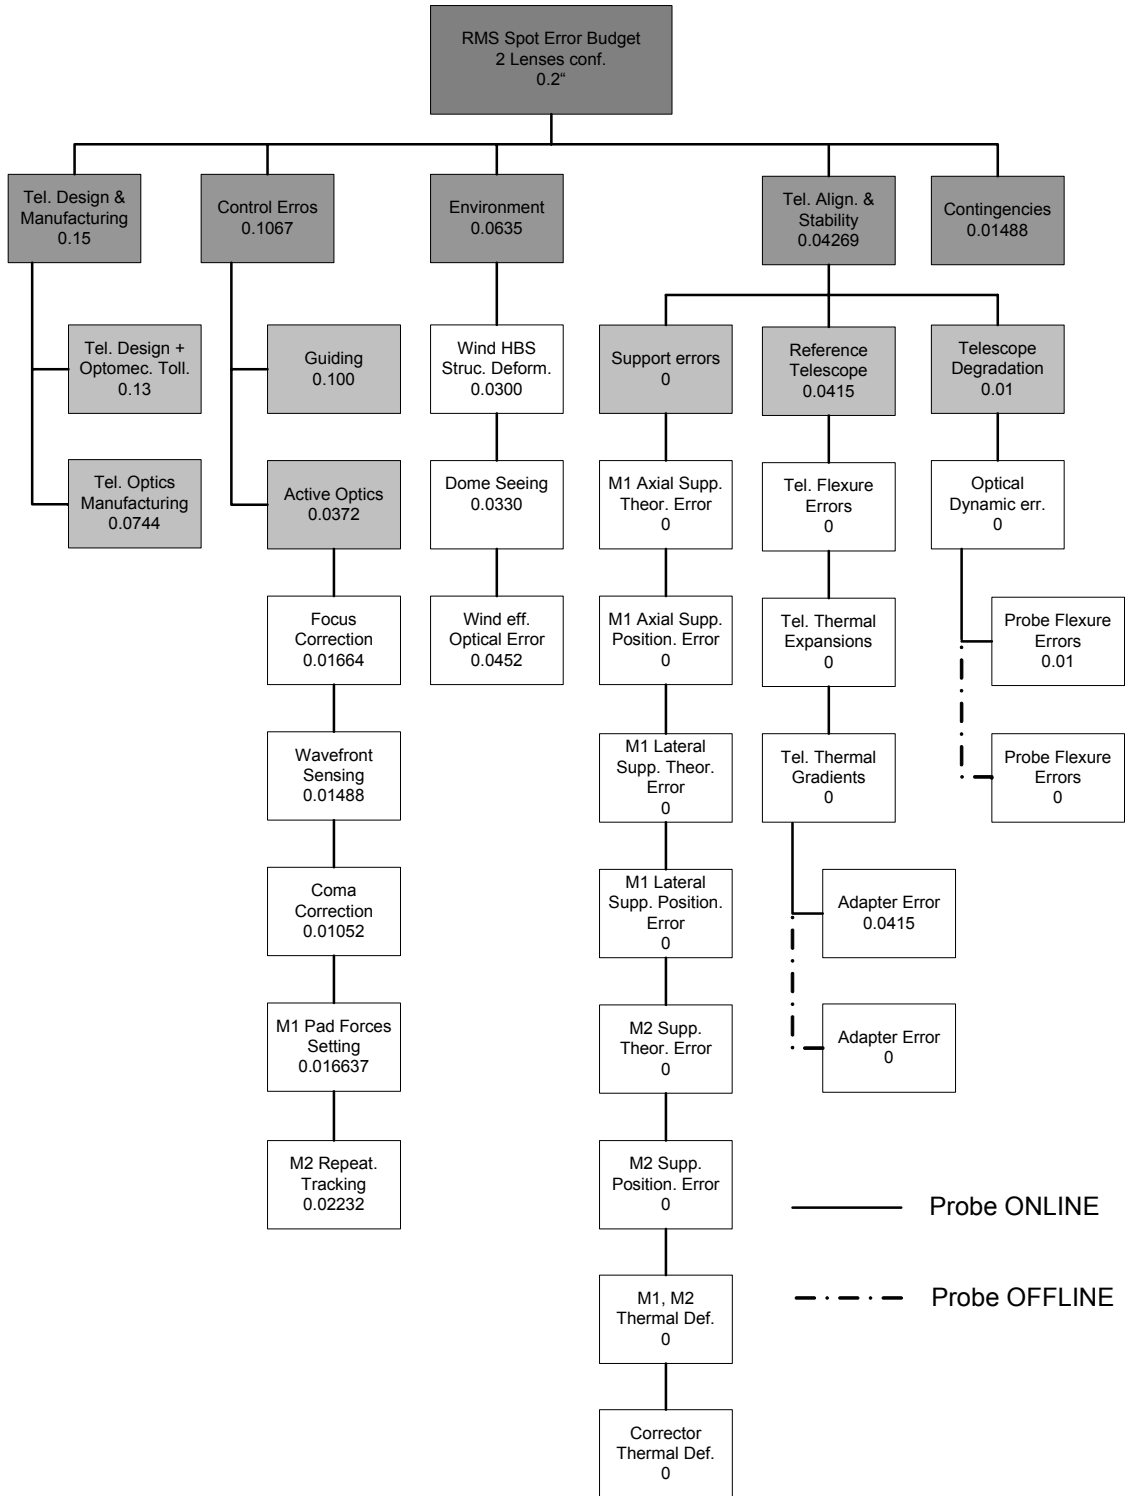 RMS Spot Error Budget
2 Lenses conf.
0.2“
Tel. Design &
Manufacturing
0.15
Control Erros
0.1067
Environment
0.0635
Tel. Align. &
Stability
0.04269
Contingencies
0.01488
Tel. Design +
Optomec. Toll.
0.13
Guiding
0.100
Wind HBS
Struc. Deform.
0.0300
Support errors
0
Reference
Telescope
0.0415
Telescope
Degradation
0.01
Tel. Optics
Manufacturing
0.0744
Active Optics
0.0372
Dome Seeing
0.0330
M1 Axial Supp.
Theor. Error
0
Tel. Flexure
Errors
0
Optical
Dynamic err.
0
Focus
Correction
0.01664
Wind eff.
Optical Error
0.0452
M1 Axial Supp.
Position. Error
0
Tel. Thermal
Expansions
0
Probe Flexure
Errors
0.01
Wavefront
Sensing
0.01488
M1 Lateral
Supp. Theor.
Error
0
Tel. Thermal
Gradients
0
Probe Flexure
Errors
0
Coma
Correction
0.01052
M1 Lateral
Supp. Position.
Error
0
Adapter Error
0.0415
M1 Pad Forces
Setting
0.016637
M2 Supp.
Theor. Error
0
Adapter Error
0
M2 Repeat.
Tracking
0.02232
M2 Supp.
Position. Error
0
Probe ONLINE
M1, M2
Thermal Def.
0
Probe OFFLINE
Corrector
Thermal Def.
0